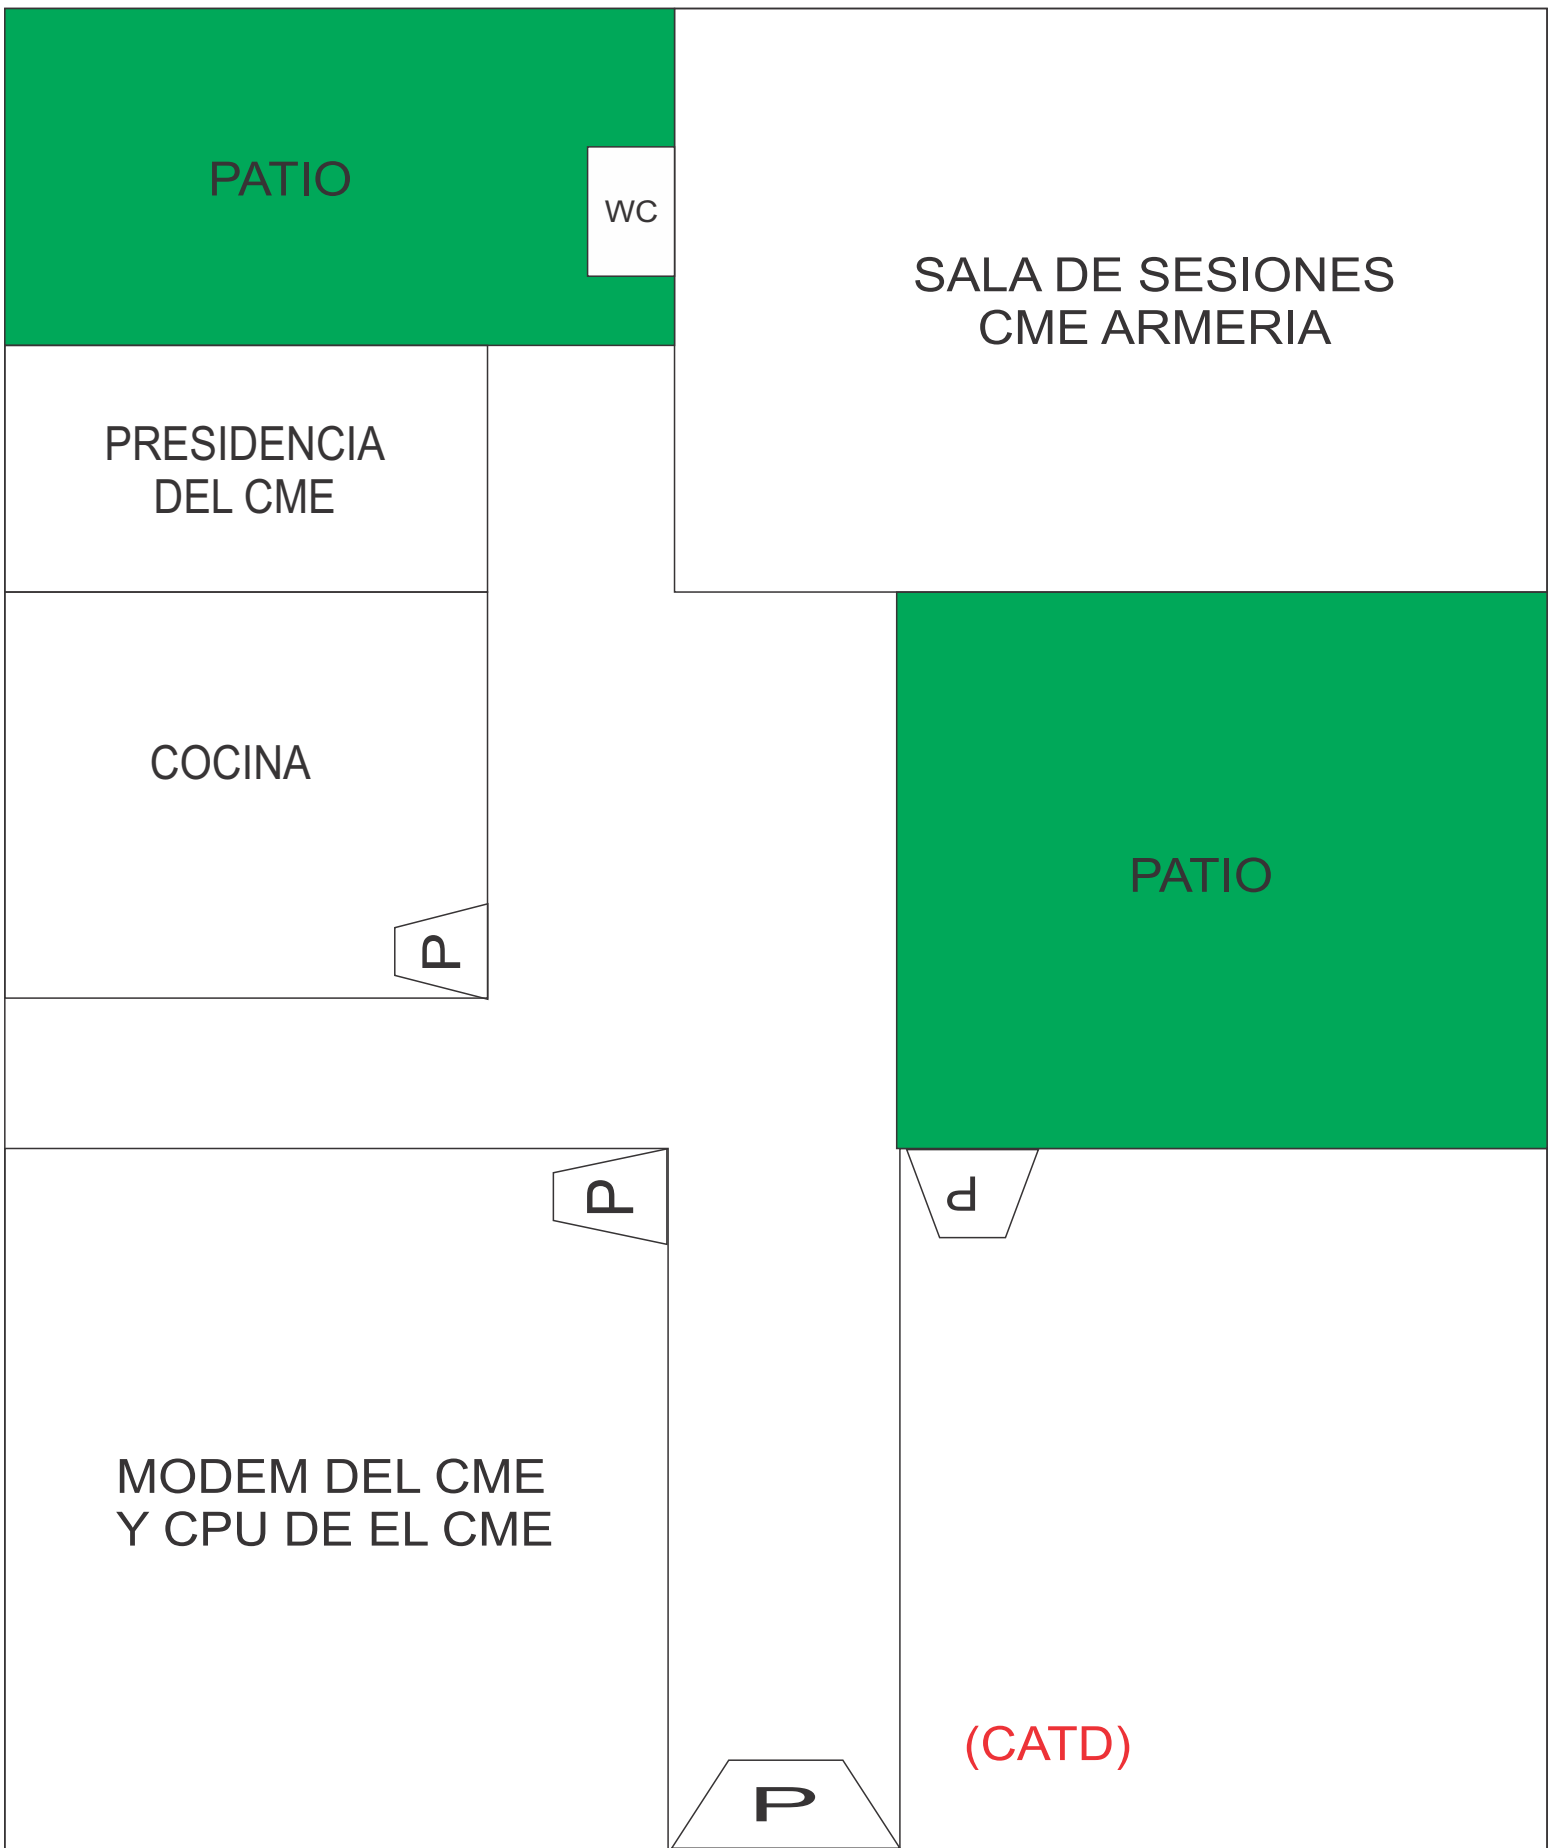 PATIO
WC
SALA DE SESIONES
CME ARMERIA
PRESIDENCIA
DEL CME
COCINA
PATIO
P
P
P
MODEM DEL CME
Y CPU DE EL CME
(CATD)
P